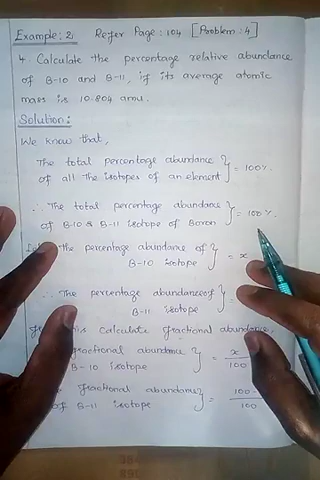 Example: 2, Refer Page: 104 [Problem: 4]
4. Calculate the percentage relative abundance
of B-10 and B-11, if its average atomic
mass is 10.804 amu.
Solution:
We know that,
The total percentage abundance
of all the isotopes of an element } = 100%.
∴ The total percentage abundance
of B-10 & B-11 isotope of Boron } = 100%.
the percentage abundance of
B-10 isotope } = x
∴ The percentage abundance of
B-11 isotope } =
calculate fractional abundance,
fractional abundance
B-10 isotope } = x/100
fractional abundance
of B-11 isotope } = 100-/100